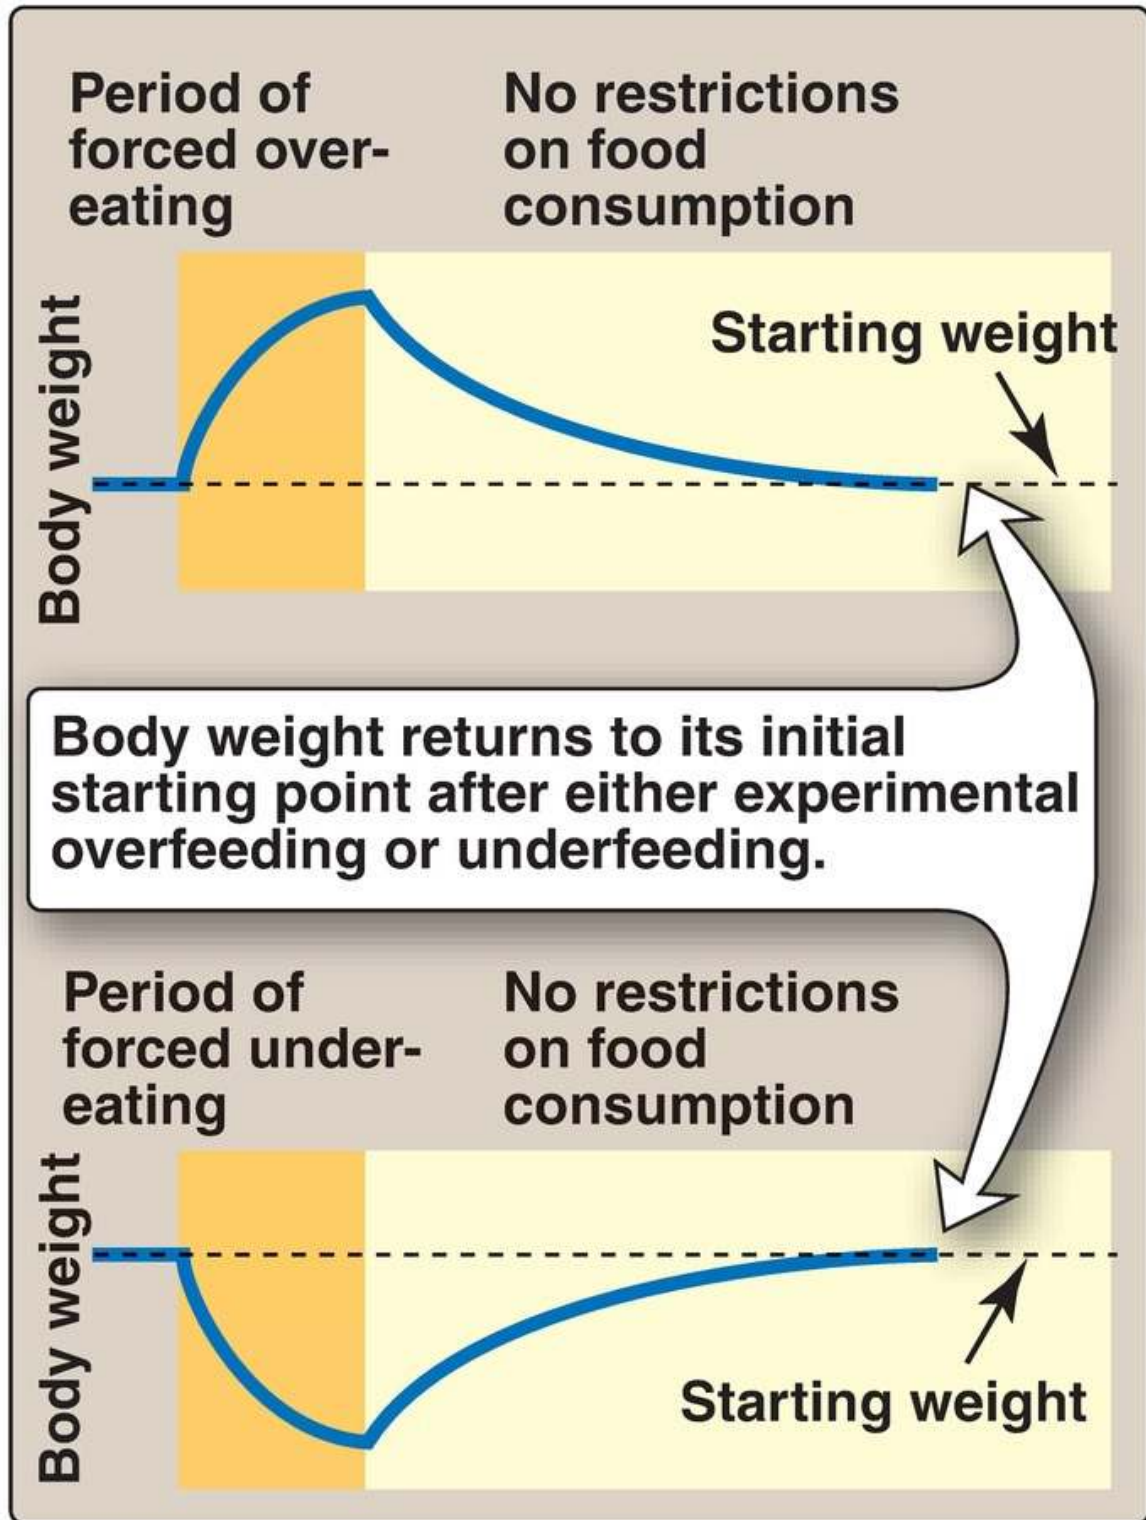 Period of
forced over-
eating
No restrictions
on food
consumption
Body weight
Starting weight
Body weight returns to its initial
starting point after either experimental
overfeeding or underfeeding.
Period of
forced under-
eating
No restrictions
on food
consumption
Body weight
Starting weight